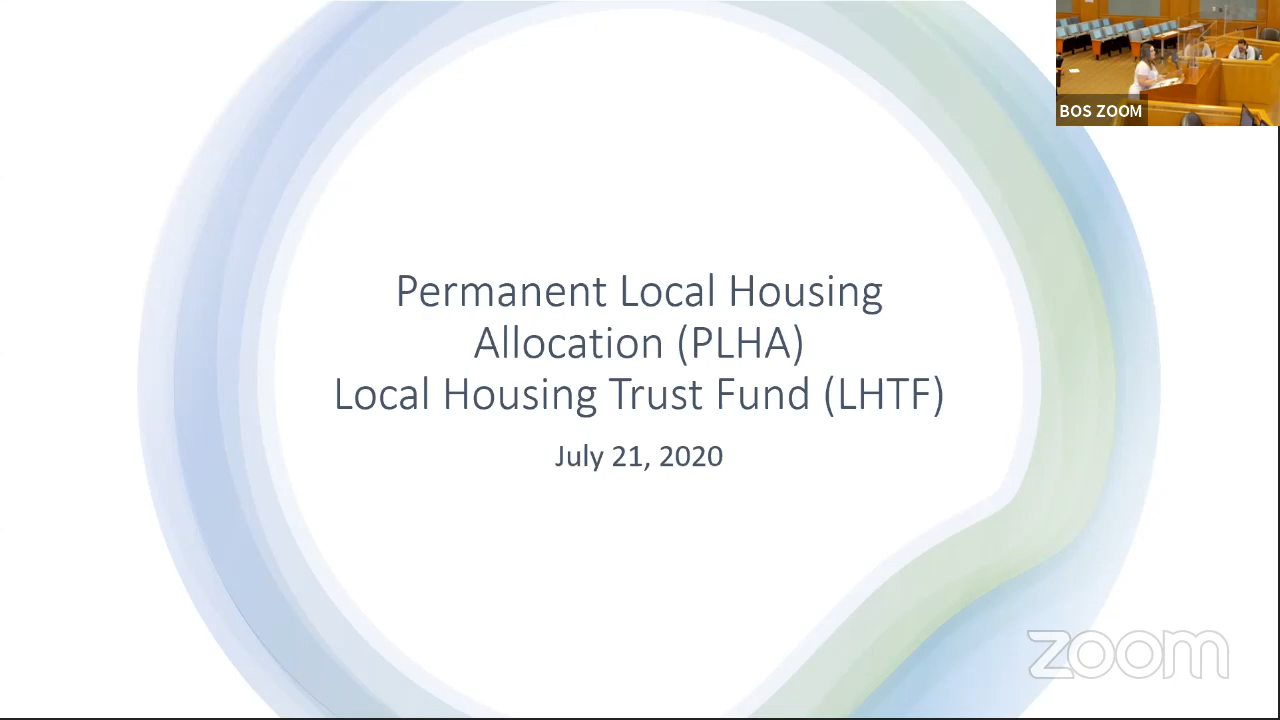 BOS ZOOM
Permanent Local Housing
Allocation (PLHA)
Local Housing Trust Fund (LHTF)
July 21, 2020
zoom